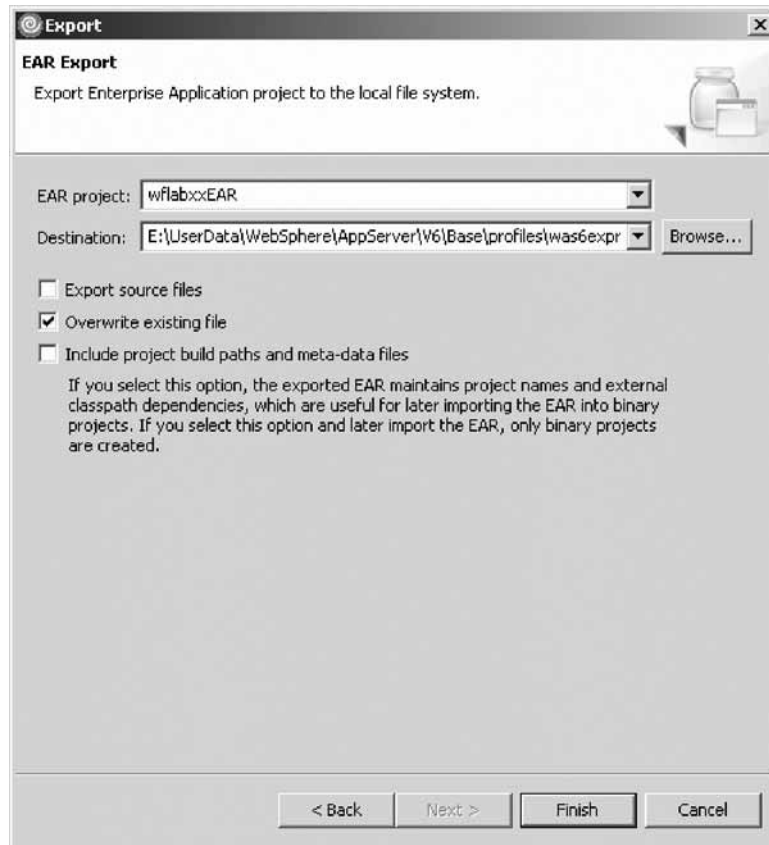 Export
EAR Export
Export Enterprise Application project to the local file system.
EAR project: wflabxxEAR
Destination: E:\UserData\WebSphere\AppServer\V6\Base\profiles\was6expr Browse...
Export source files
Overwrite existing file
Include project build paths and meta-data files
If you select this option, the exported EAR maintains project names and external
classpath dependencies, which are useful for later importing the EAR into binary
projects. If you select this option and later import the EAR, only binary projects
are created.
< Back Next > Finish Cancel